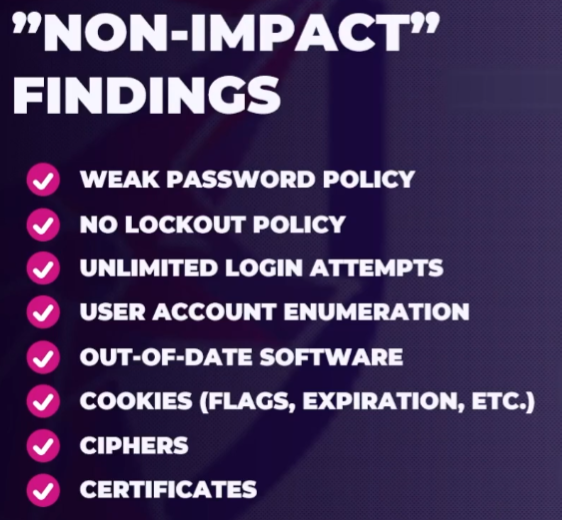 ”NON-IMPACT”
FINDINGS
WEAK PASSWORD POLICY
NO LOCKOUT POLICY
UNLIMITED LOGIN ATTEMPTS
USER ACCOUNT ENUMERATION
OUT-OF-DATE SOFTWARE
COOKIES (FLAGS, EXPIRATION, ETC.)
CIPHERS
CERTIFICATES